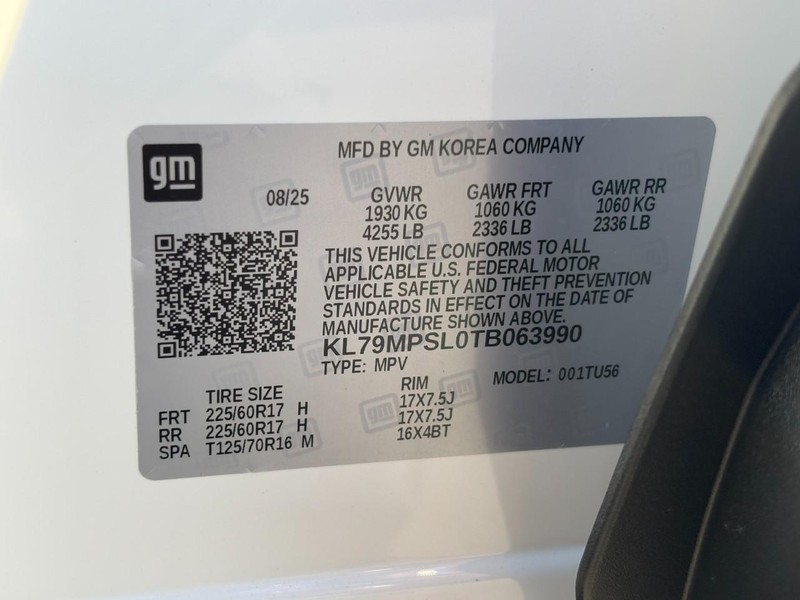 gm
MFD BY GM KOREA COMPANY
08/25 GVWR GAWR FRT GAWR RR
1930 KG 1060 KG 1060 KG
4255 LB 2336 LB 2336 LB
THIS VEHICLE CONFORMS TO ALL
APPLICABLE U.S. FEDERAL MOTOR
VEHICLE SAFETY AND THEFT PREVENTION
STANDARDS IN EFFECT ON THE DATE OF
MANUFACTURE SHOWN ABOVE.
KL79MPSL0TB063990
TYPE: MPV MODEL: 001TU56
TIRE SIZE RIM
FRT 225/60R17 H 17X7.5J
RR 225/60R17 H 17X7.5J
SPA T125/70R16 M 16X4BT